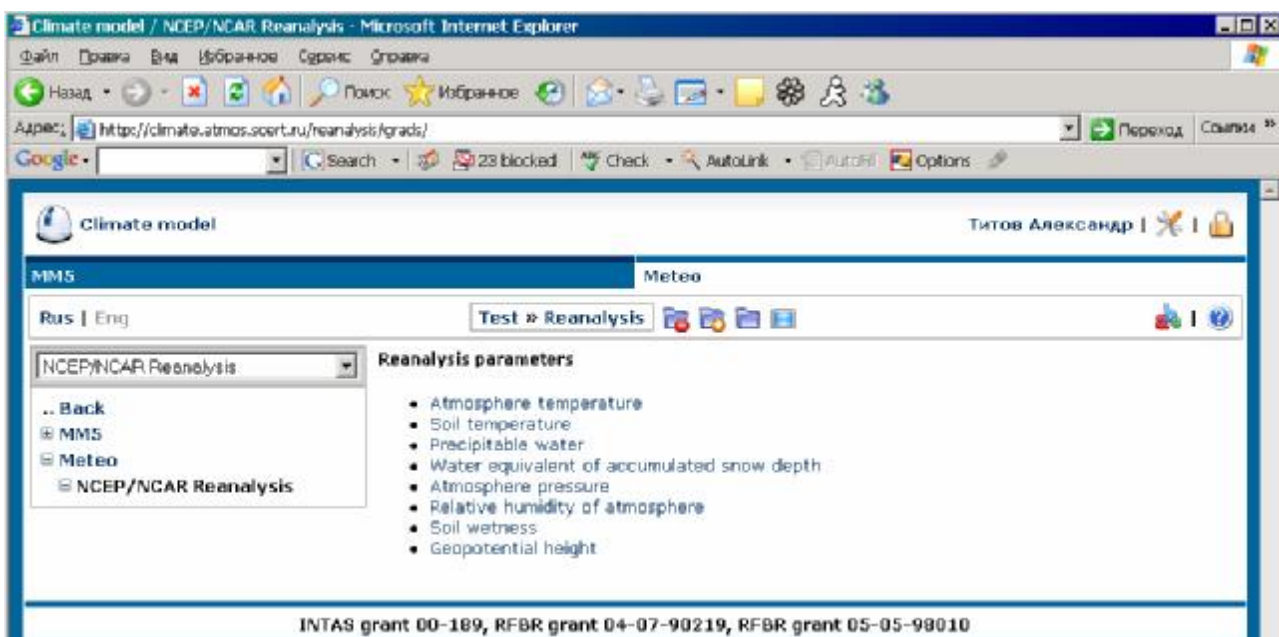 Climate model / NCEP/NCAR Reanalysis - Microsoft Internet Explorer
Файл Правка Вид Избранное Сервис Справка
Назад Поиск Избранное
Адрес: http://climate.atmos.scert.ru/reanalysis/grads/ Переход Ссылки »
Google Search 23 blocked Check AutoLink AutoFill Options
Climate model Титов Александр | |
MM5 Meteo
Rus | Eng Test » Reanalysis |
NCEP/NCAR Reanalysis Reanalysis parameters
.. Back
MM5
Meteo
NCEP/NCAR Reanalysis
Atmosphere temperature
Soil temperature
Precipitable water
Water equivalent of accumulated snow depth
Atmosphere pressure
Relative humidity of atmosphere
Soil wetness
Geopotential height
INTAS grant 00-189, RFBR grant 04-07-90219, RFBR grant 05-05-98010